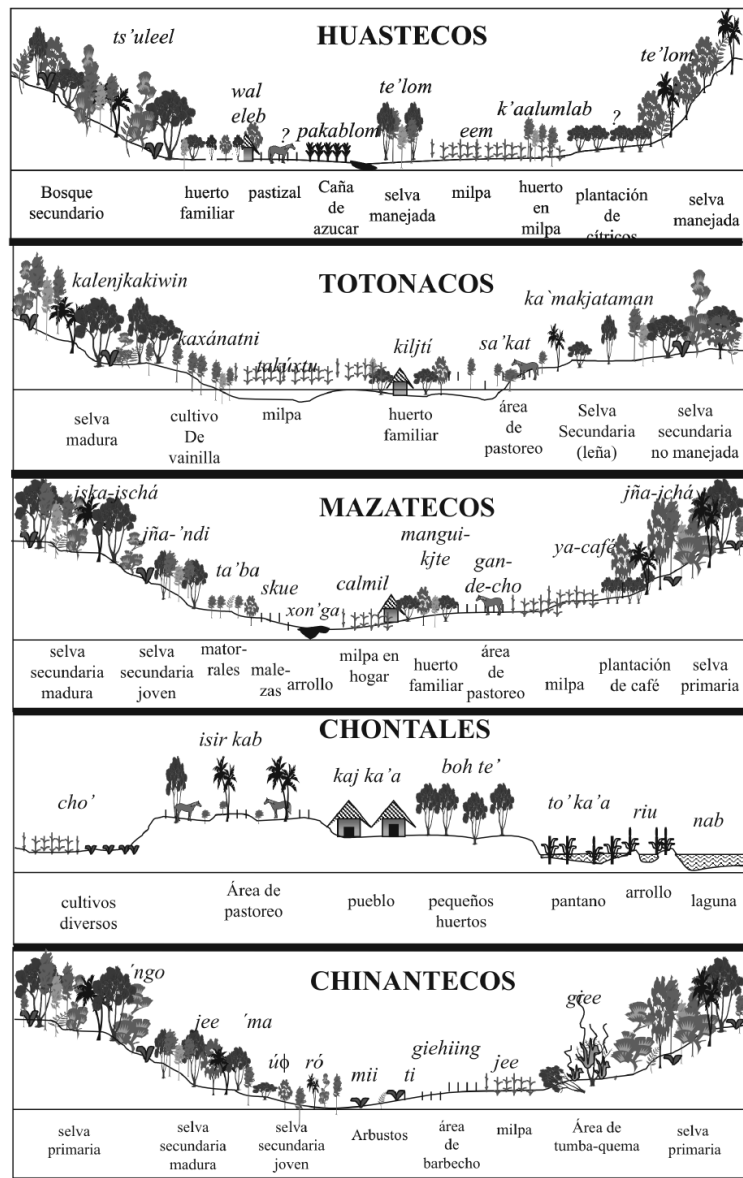 HUASTECOS
ts'uleel
wal
eleb
?
pakablom
te'lom
eem
k'aalumlab
?
te'lom
Bosque
secundario
huerto
familiar
pastizal
Caña
de
azucar
selva
manejada
milpa
huerto
en
milpa
plantación
de
cítricos
selva
manejada
TOTONACOS
kalenjkakiwin
kaxánatni
takúxtu
kiljtí
sa'kat
ka`makjataman
selva
madura
cultivo
De
vainilla
milpa
huerto
familiar
área
de
pastoreo
Selva
Secundaria
(leña)
selva
secundaria
no manejada
MAZATECOS
jska-jschá
jña-'ndi
ta'ba
skue
xon'ga
calmil
mangui-
kjte
gan-
de-cho
ya-café
jña-jchá
selva
secundaria
madura
selva
secundaria
joven
mator-
rales
male-
zas
arrollo
milpa en
hogar
huerto
familiar
área
de
pastoreo
milpa
plantación
de café
selva
primaria
CHONTALES
cho'
isir kab
kaj ka'a
boh te'
to' ka'a
riu
nab
cultivos
diversos
Área de
pastoreo
pueblo
pequeños
huertos
pantano
arrollo
laguna
CHINANTECOS
´ngo
jee ´ma
úɸ
ró
mii
ti
giehiing
jee
selva
primaria
selva
secundaria
madura
selva
secundaria
joven
Arbustos
área
de
barbecho
milpa
Área de
tumba-quema
selva
primaria